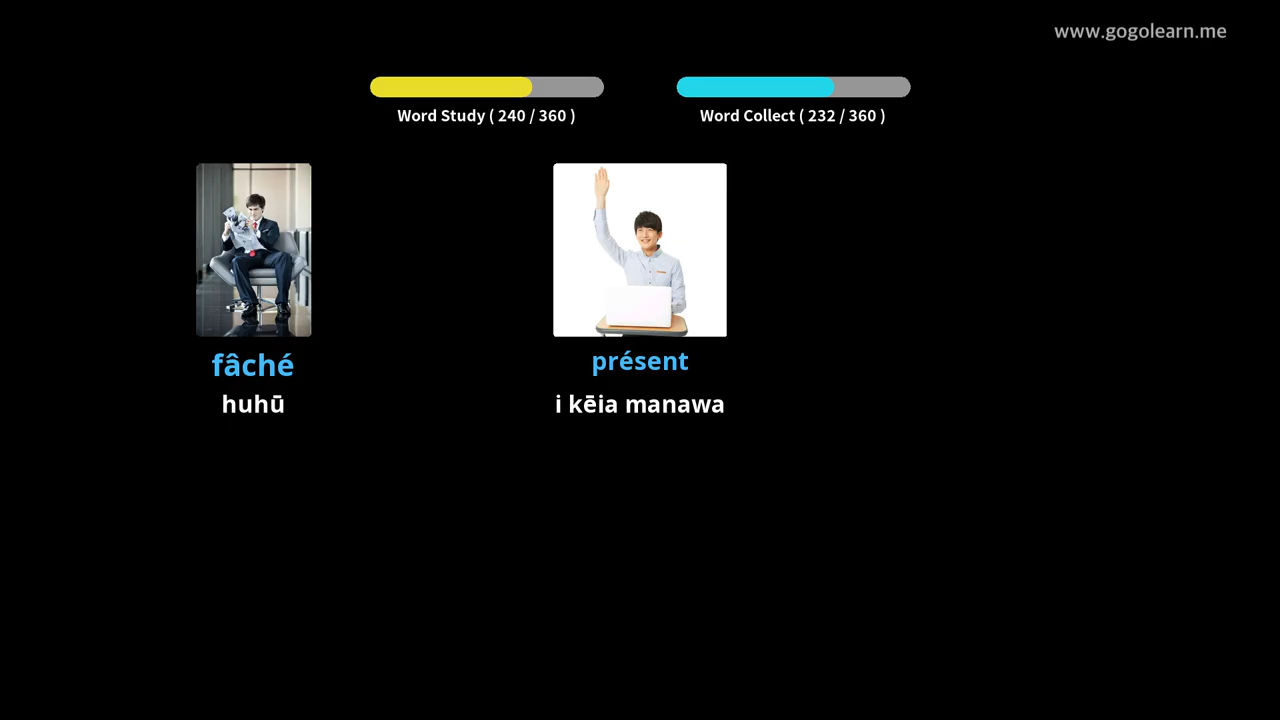 www.gogolearn.me
Word Study ( 240 / 360 )
Word Collect ( 232 / 360 )
fâché
huhū
présent
i kēia manawa